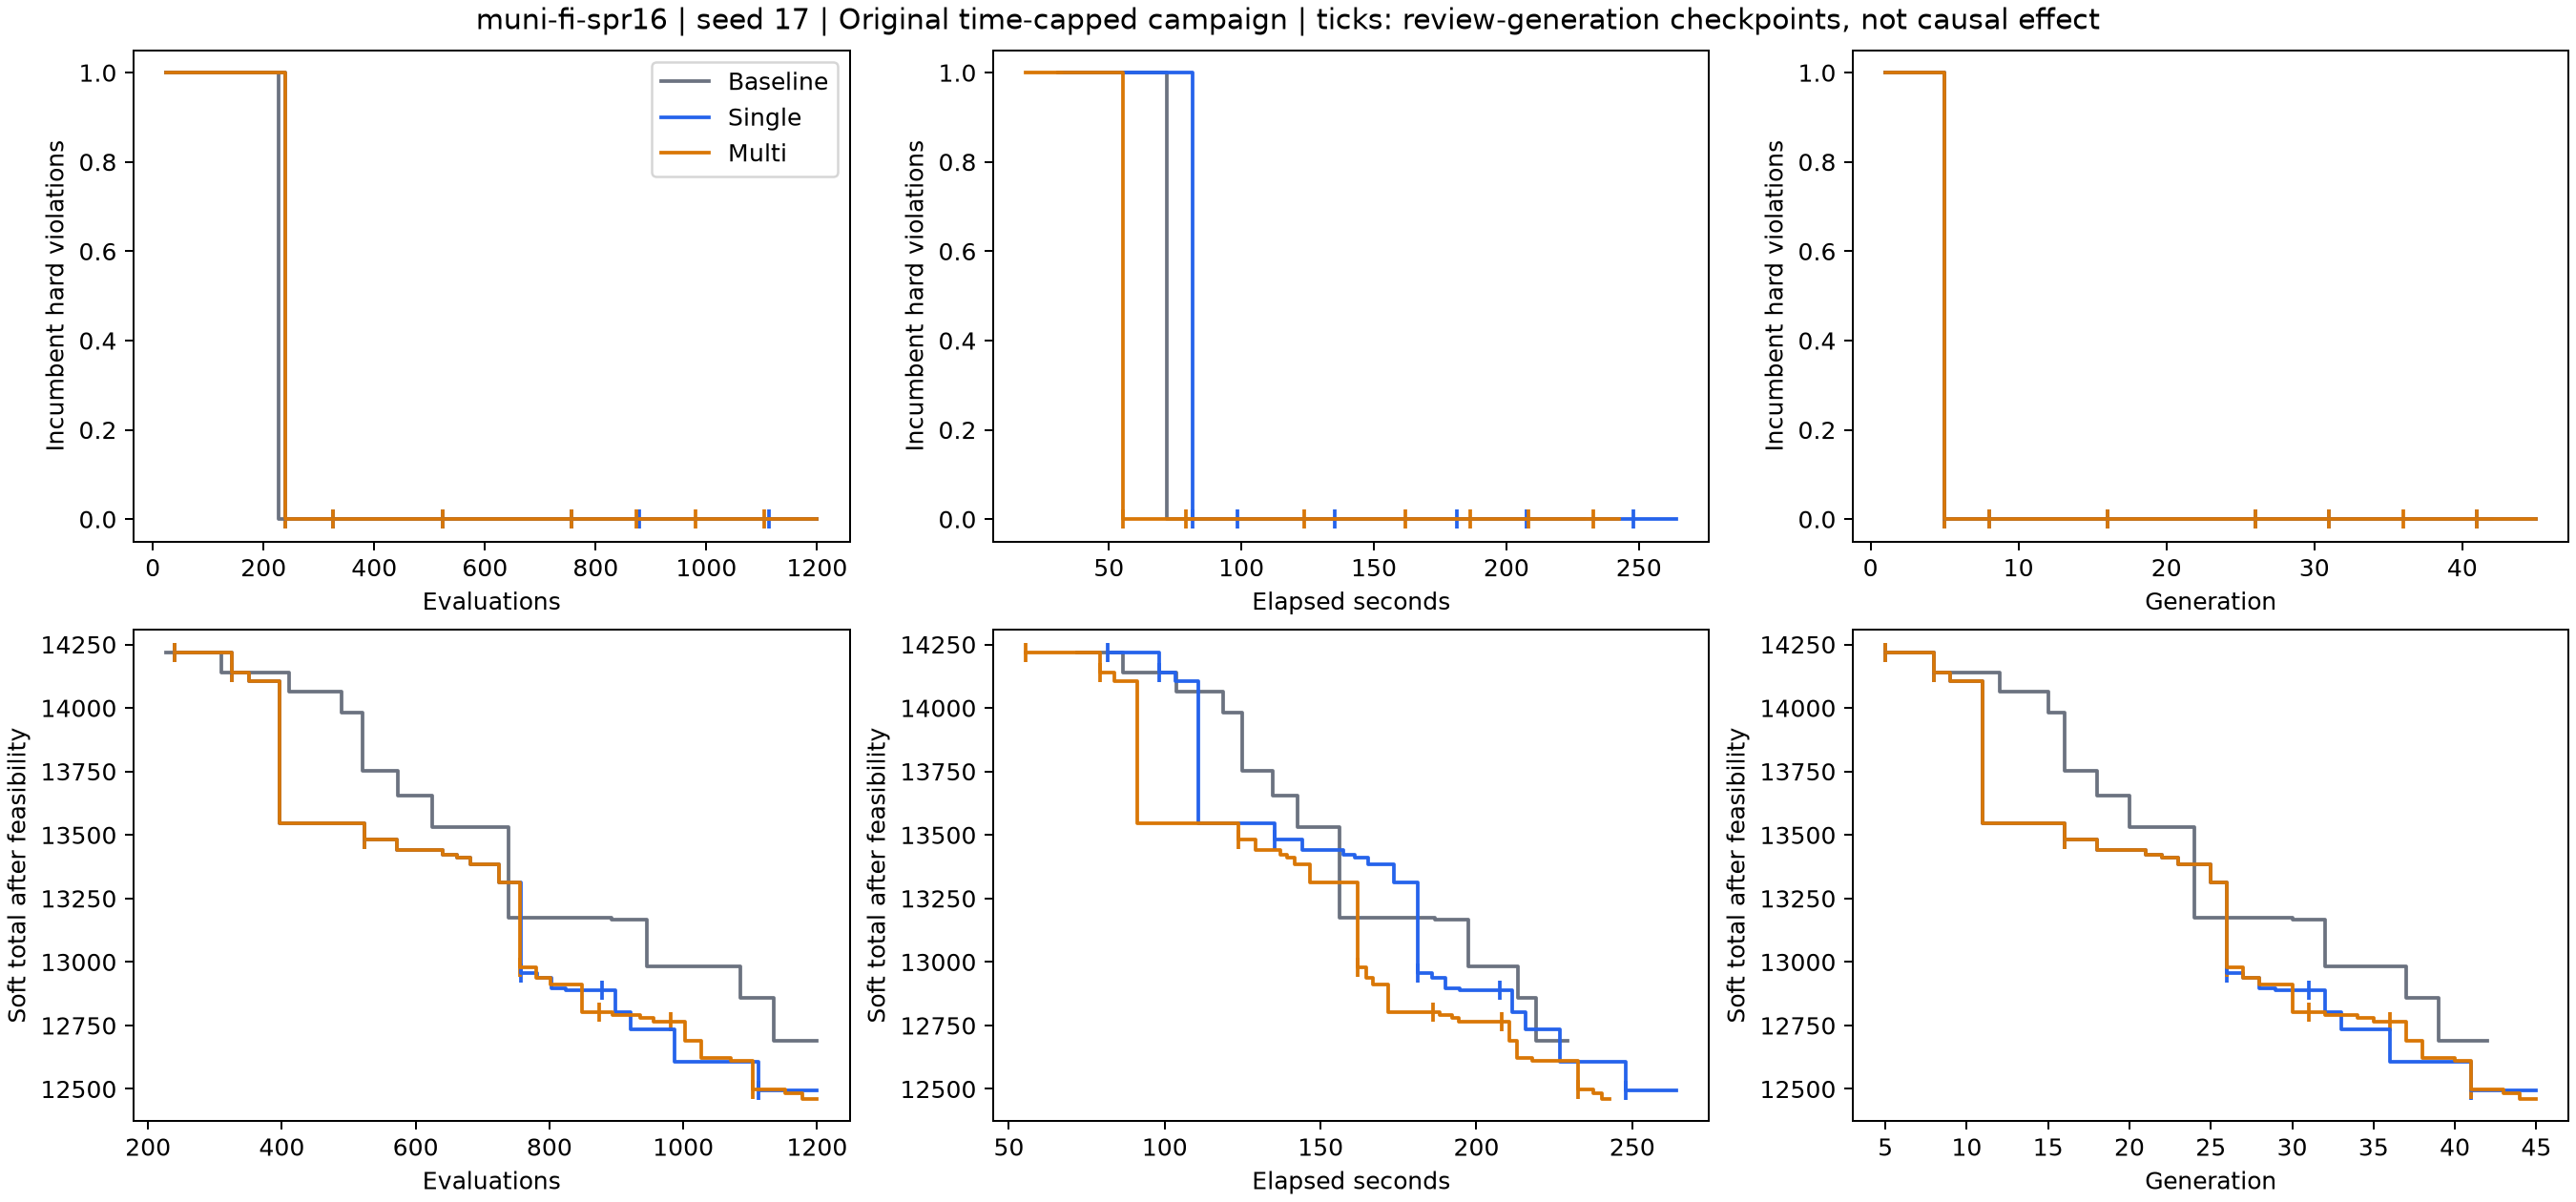 muni-fi-spr16 | seed 17 | Original time-capped campaign | ticks: review-generation checkpoints, not causal effect
Incumbent hard violations
1.0
0.8
0.6
0.4
0.2
0.0
0 200 400 600 800 1000 1200
Evaluations
Baseline
Single
Multi
Incumbent hard violations
1.0
0.8
0.6
0.4
0.2
0.0
50 100 150 200 250
Elapsed seconds
Incumbent hard violations
1.0
0.8
0.6
0.4
0.2
0.0
0 10 20 30 40
Generation
Soft total after feasibility
14250
14000
13750
13500
13250
13000
12750
12500
200 400 600 800 1000 1200
Evaluations
Soft total after feasibility
14250
14000
13750
13500
13250
13000
12750
12500
50 100 150 200 250
Elapsed seconds
Soft total after feasibility
14250
14000
13750
13500
13250
13000
12750
12500
5 10 15 20 25 30 35 40 45
Generation